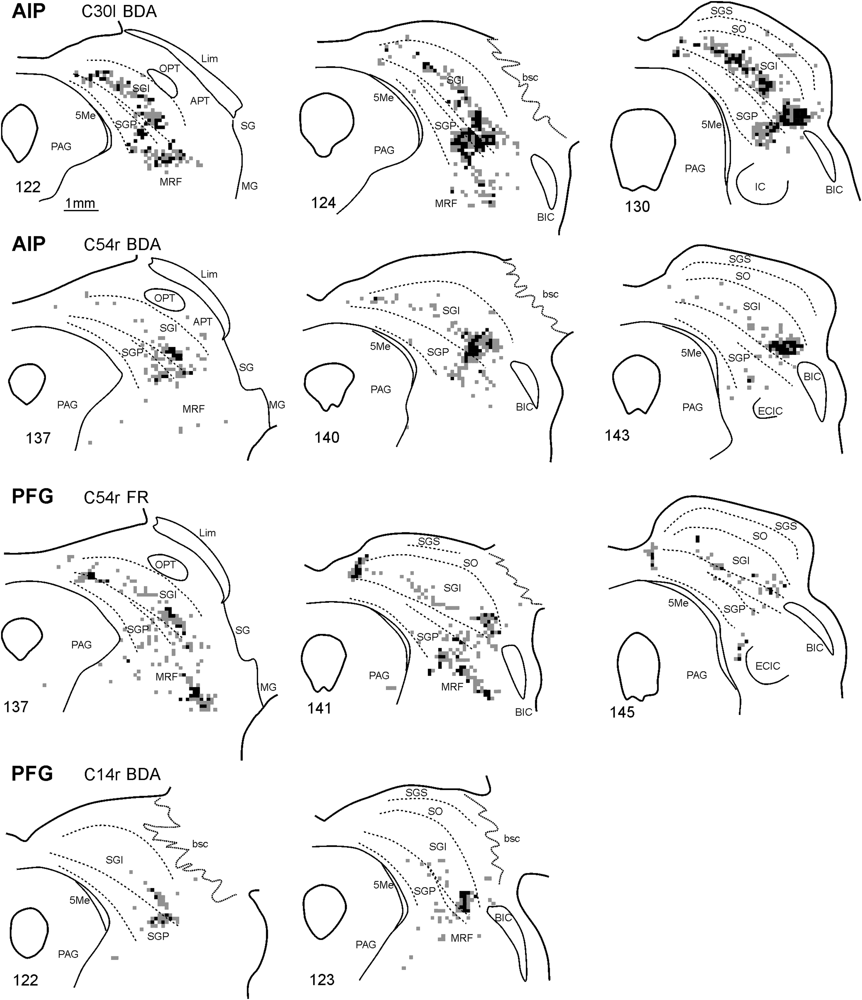 AIP C30l BDA
Lim
OPT
SGI
APT
5Me
SGP
SG
PAG
MRF
MG
122
1mm
bsc
SGI
5Me
SGP
PAG
MRF
124
BIC
SGS
SO
SGI
SGP
5Me
PAG
IC
BIC
130
AIP C54r BDA
Lim
OPT
APT
SGI
SGP
SG
PAG
MRF
MG
137
bsc
SGI
5Me
SGP
PAG
BIC
140
SGS
SO
SGI
5Me
SGP
BIC
PAG
ECIC
143
PFG C54r FR
Lim
OPT
SGI
SGP
SG
PAG
MRF
MG
137
SGS
SO
SGI
SGP
PAG
MRF
141
BIC
SGS
SO
SGI
5Me
SGP
BIC
PAG
ECIC
145
PFG C14r BDA
bsc
SGI
5Me
SGP
PAG
122
SGS
SO
bsc
SGI
5Me
SGP
BIC
MRF
PAG
123